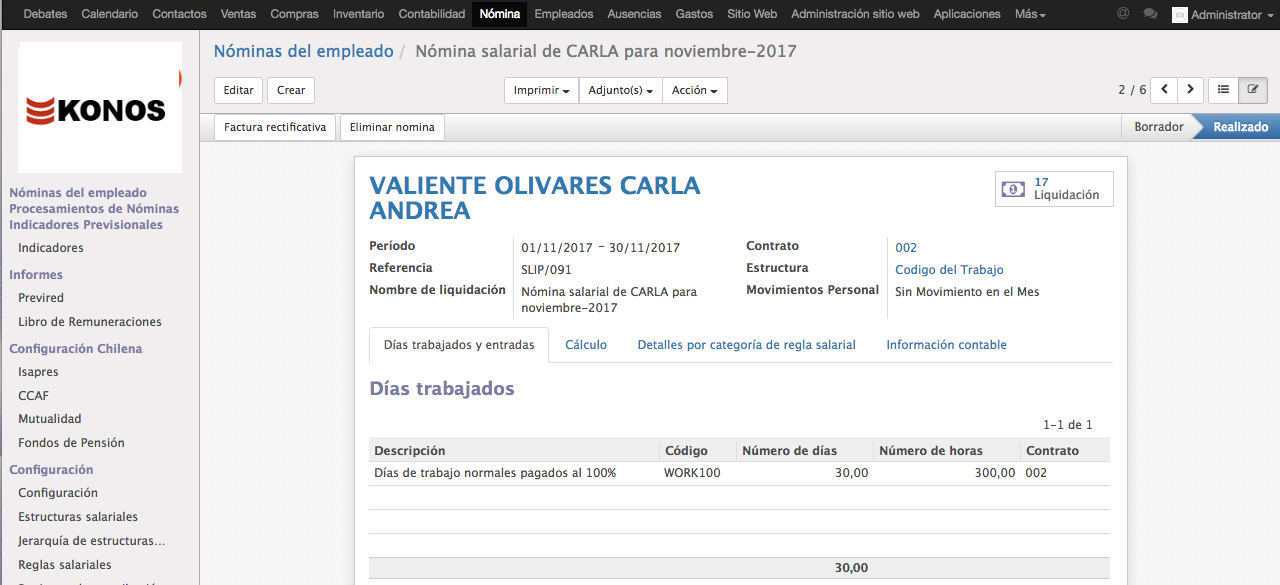 Debates Calendario Contactos Ventas Compras Inventario Contabilidad Nómina Empleados Ausencias Gastos Sitio Web Administración sitio web Aplicaciones Más @ Administrator
KONOS
Nóminas del empleado
Procesamientos de Nóminas
Indicadores Previsionales
Indicadores
Informes
Previred
Libro de Remuneraciones
Configuración Chilena
Isapres
CCAF
Mutualidad
Fondos de Pensión
Configuración
Configuración
Estructuras salariales
Jerarquía de estructuras...
Reglas salariales
Nóminas del empleado / Nómina salarial de CARLA para noviembre-2017
Editar Crear Imprimir Adjunto(s) Acción 2 / 6
Factura rectificativa Eliminar nomina Borrador Realizado
VALIENTE OLIVARES CARLA
ANDREA
17
Liquidación
Período 01/11/2017 - 30/11/2017 Contrato 002
Referencia SLIP/091 Estructura Codigo del Trabajo
Nombre de liquidación Nómina salarial de CARLA para Movimientos Personal Sin Movimiento en el Mes
noviembre-2017
Días trabajados y entradas Cálculo Detalles por categoría de regla salarial Información contable
Días trabajados
1-1 de 1
Descripción Código Número de días Número de horas Contrato
Días de trabajo normales pagados al 100% WORK100 30,00 300,00 002
30,00